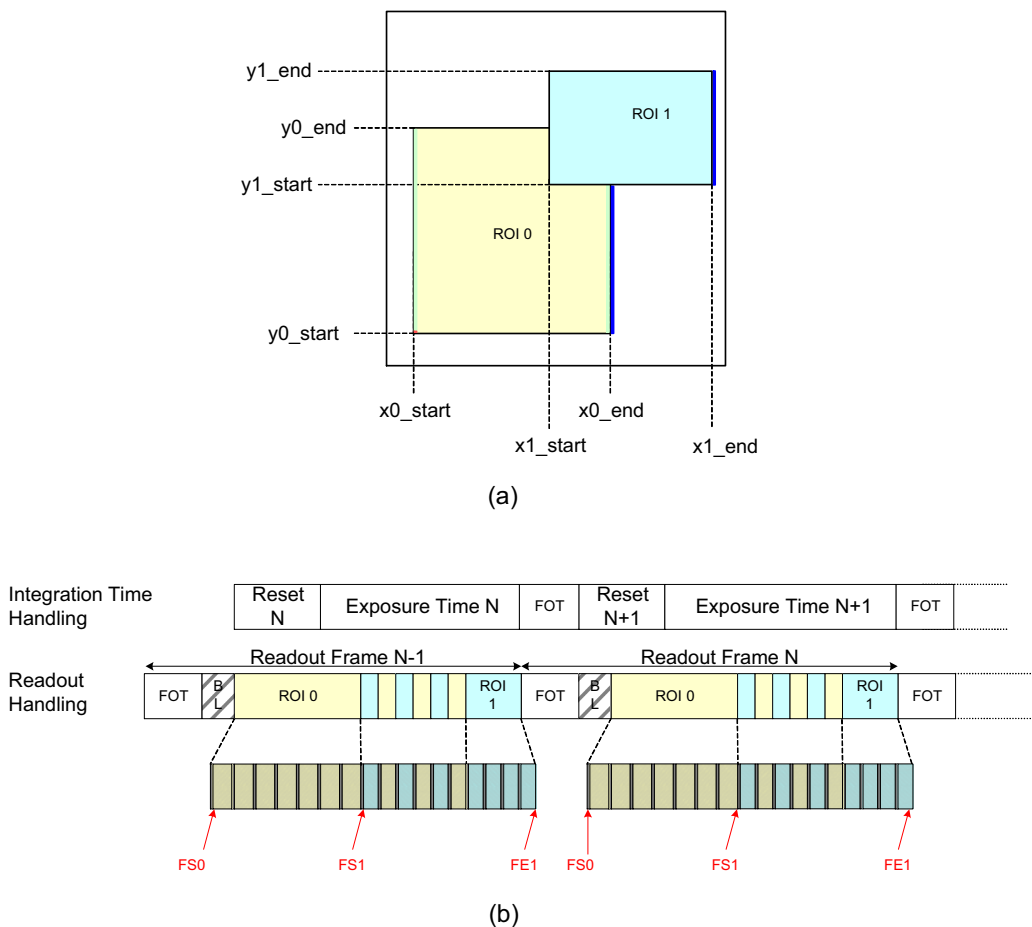 y1_end
ROI 1
y0_end
y1_start
ROI 0
y0_start
x0_start
x0_end
x1_start
x1_end
(a)
Integration Time
Handling
Reset
N
Exposure Time N
FOT
Reset
N+1
Exposure Time N+1
FOT
Readout Frame N-1
Readout Frame N
Readout
Handling
FOT
B
L
ROI 0
ROI
1
FOT
B
L
ROI 0
ROI
1
FOT
FS0
FS1
FE1
FS0
FS1
FE1
(b)